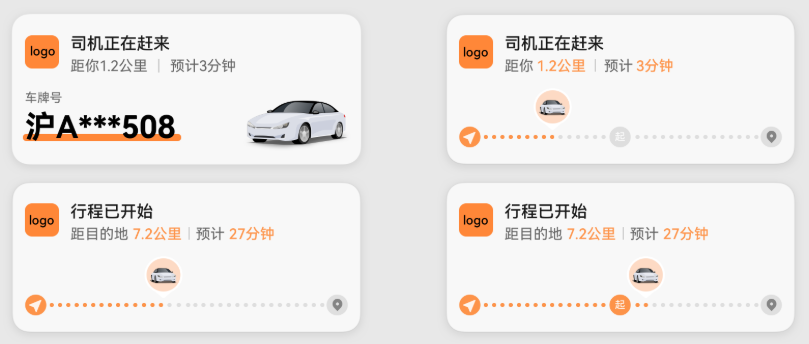 logo
司机正在赶来
距你1.2公里 | 预计3分钟
车牌号
沪A***508
logo
司机正在赶来
距你 1.2公里 | 预计 3分钟
起
logo
行程已开始
距目的地 7.2公里 | 预计 27分钟
logo
行程已开始
距目的地 7.2公里 | 预计 27分钟
起